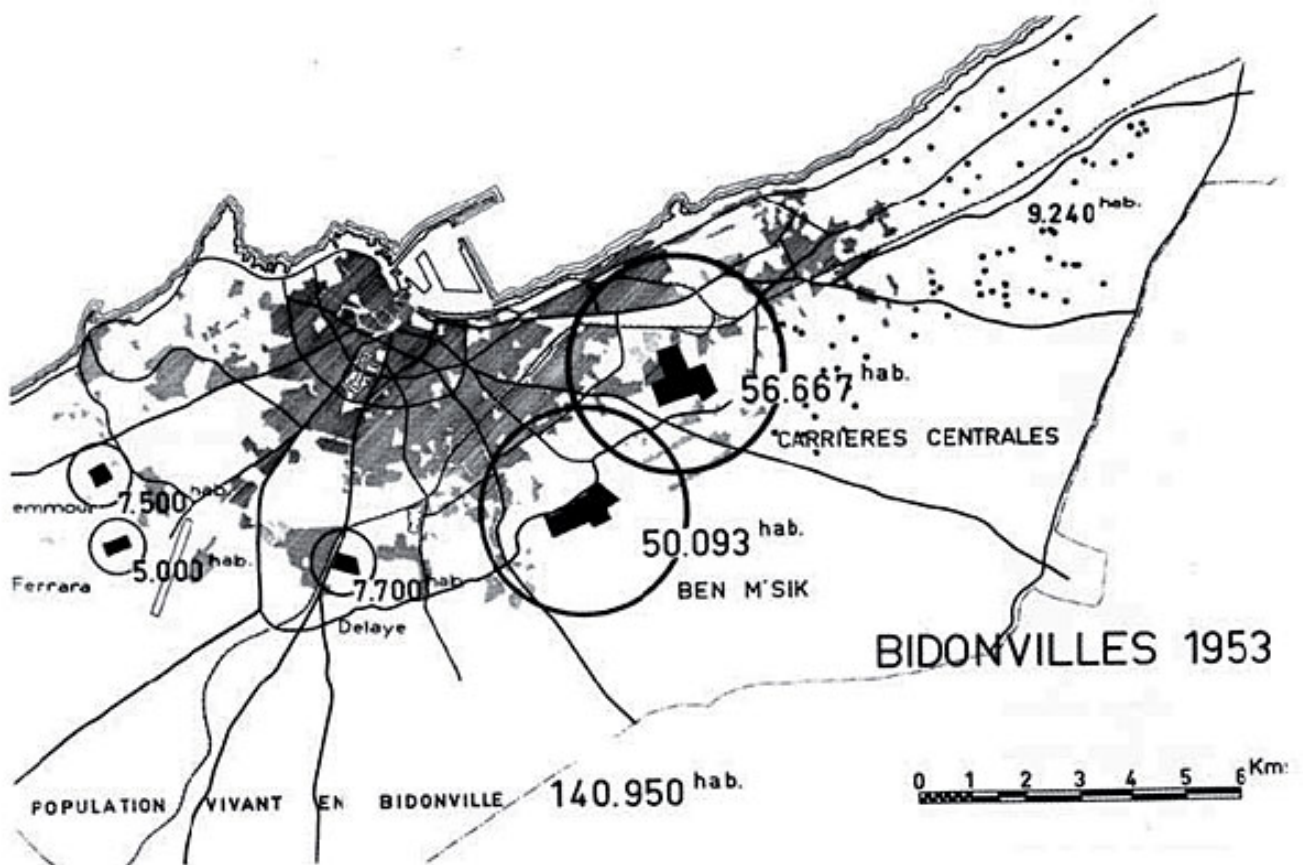 9.240 hab.
56.667 hab.
CARRIERES CENTRALES
emmour 7.500 hab.
5.000 hab.
Ferrara
7.700 hab
Delaye
50.093 hab.
BEN M'SIK
BIDONVILLES 1953
POPULATION VIVANT EN BIDONVILLE 140.950 hab.
0 1 2 3 4 5 6 Km: